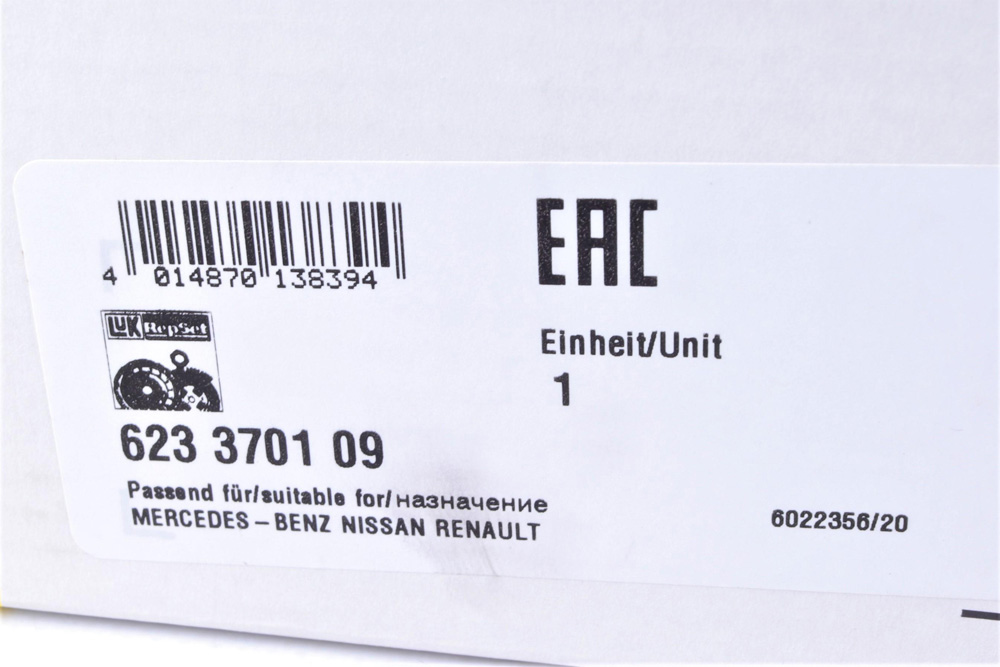 4 014870 138394
EAC
LUK RepSet
Einheit/Unit
1
623 3701 09
Passend für/suitable for/назначение
MERCEDES–BENZ NISSAN RENAULT
6022356/20